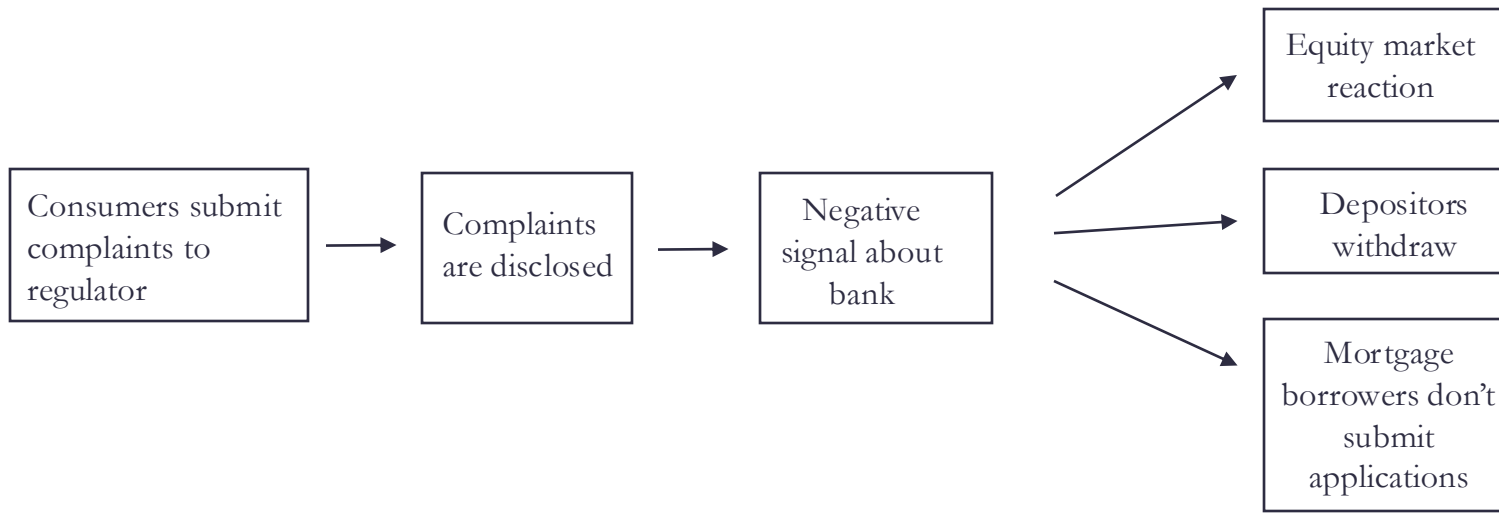 Consumers submit
complaints to
regulator
Complaints
are disclosed
Negative
signal about
bank
Equity market
reaction
Depositors
withdraw
Mortgage
borrowers don’t
submit
applications